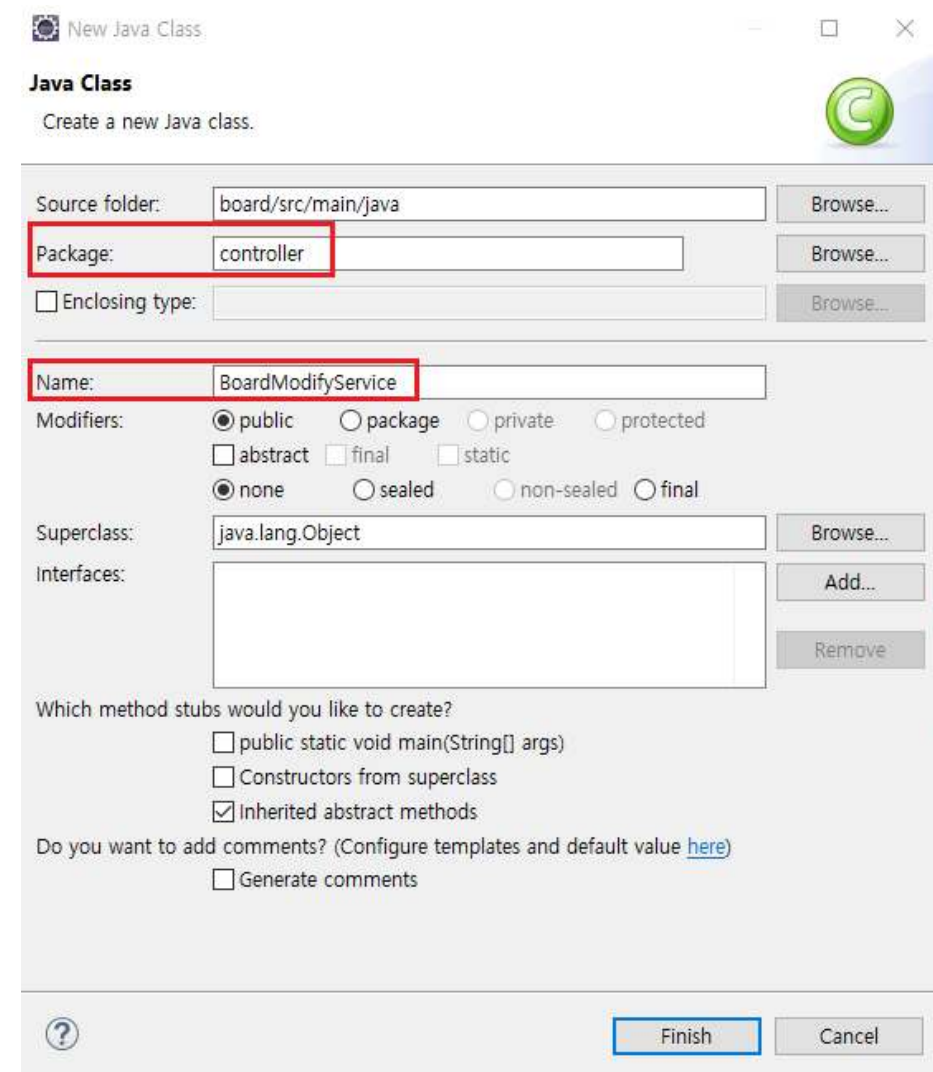 New Java Class
Java Class
Create a new Java class.
Source folder: board/src/main/java Browse...
Package: controller Browse...
Enclosing type: Browse...
Name: BoardModifyService
Modifiers: public package private protected
abstract final static
none sealed non-sealed final
Superclass: java.lang.Object Browse...
Interfaces: Add...
Remove
Which method stubs would you like to create?
public static void main(String[] args)
Constructors from superclass
Inherited abstract methods
Do you want to add comments? (Configure templates and default value here)
Generate comments
? Finish Cancel